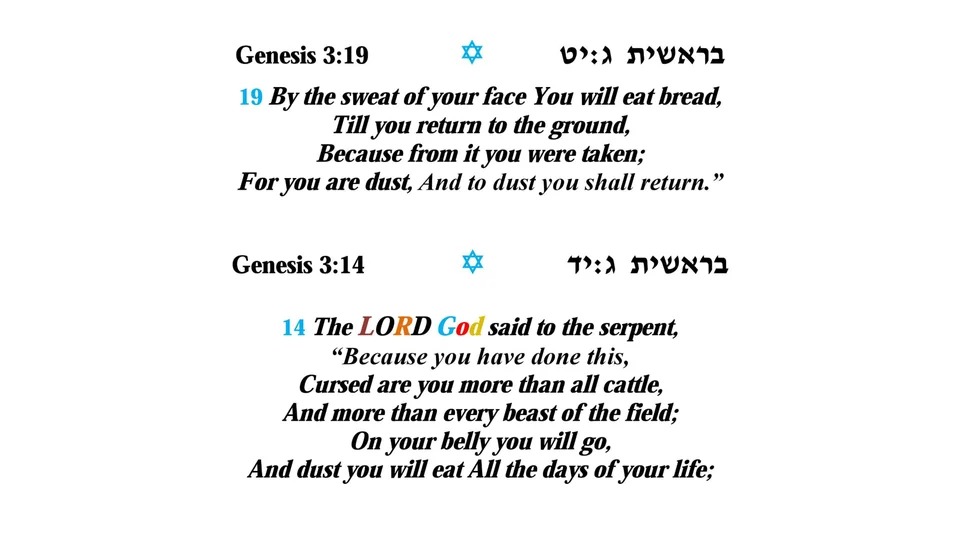 Genesis 3:19 ✡ בראשית ג:יט
19 By the sweat of your face You will eat bread,
Till you return to the ground,
Because from it you were taken;
For you are dust, And to dust you shall return.”
Genesis 3:14 ✡ בראשית ג:יד
14 The LORD God said to the serpent,
“Because you have done this,
Cursed are you more than all cattle,
And more than every beast of the field;
On your belly you will go,
And dust you will eat All the days of your life;